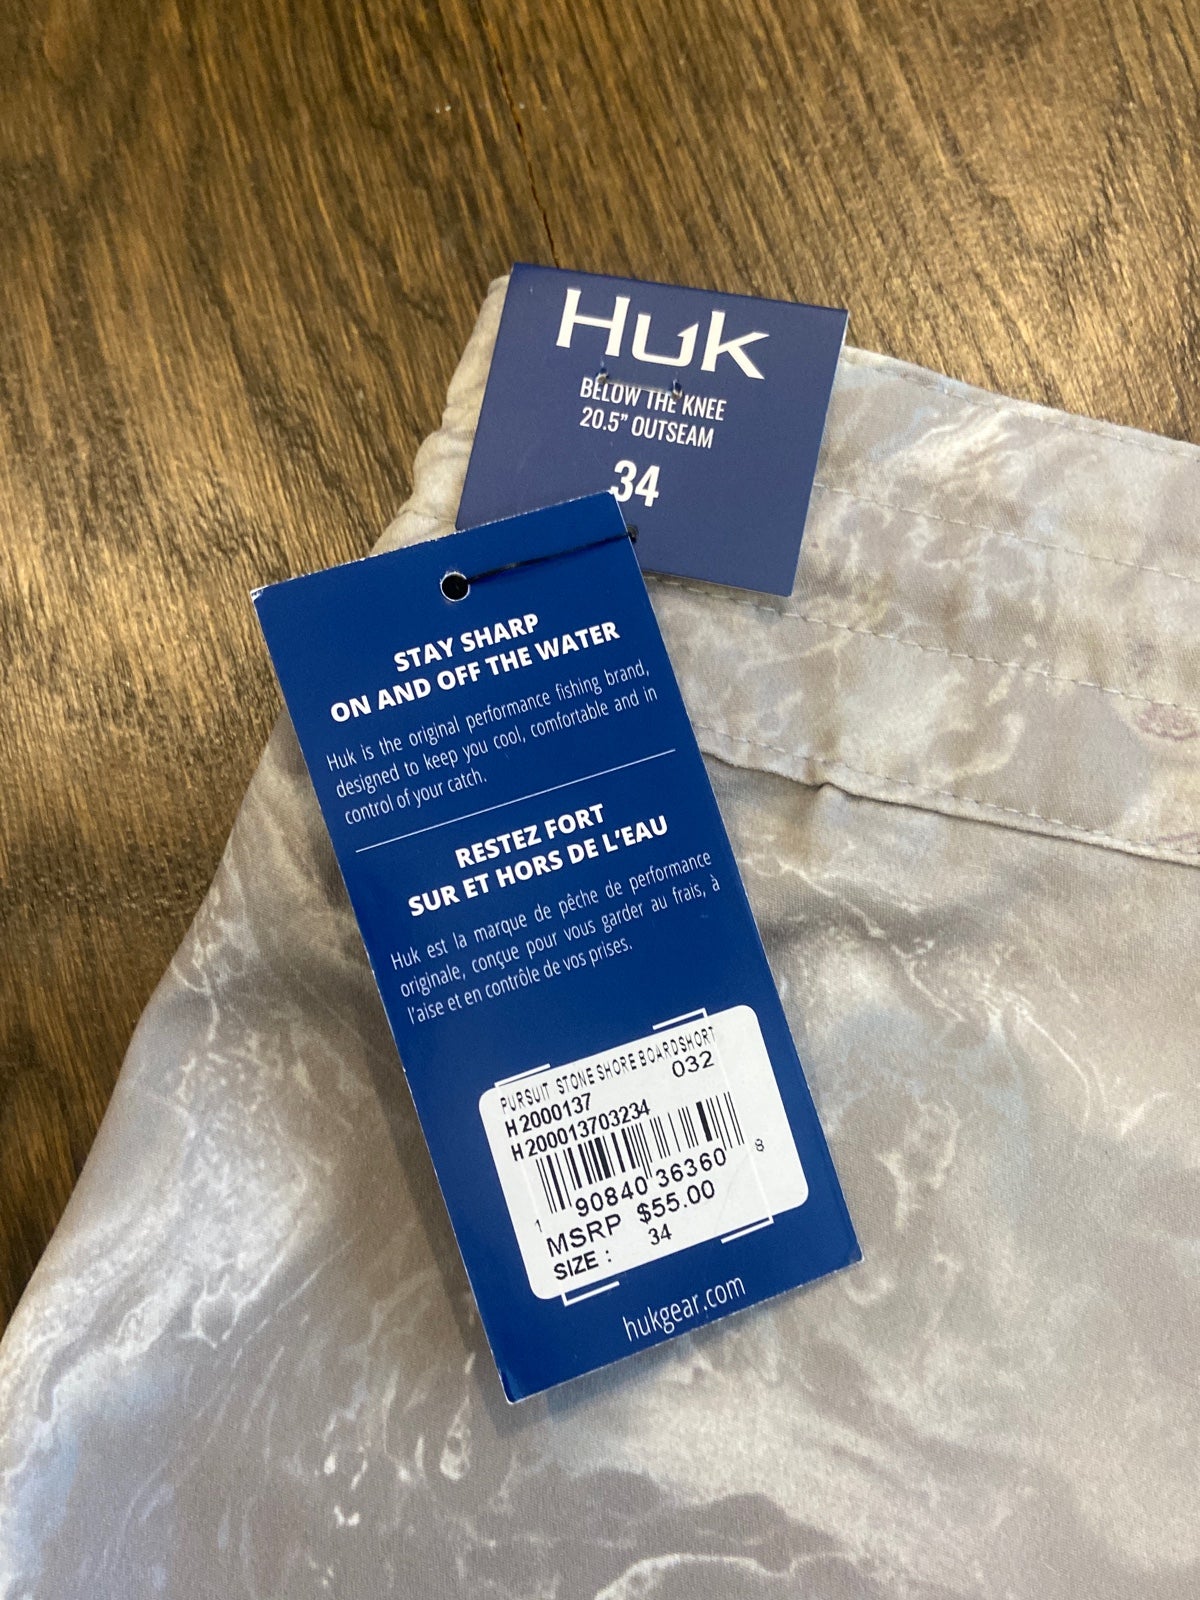 HUK
BELOW THE KNEE
20.5” OUTSEAM
34
STAY SHARP
ON AND OFF THE WATER
Huk is the original performance fishing brand,
designed to keep you cool, comfortable and in
control of your catch.
RESTEZ FORT
SUR ET HORS DE L'EAU
Huk est la marque de pêche de performance
originale, conçue pour vous garder au frais, à
l'aise et en contrôle de vos prises.
PURSUIT STONE SHORE BOARDSHORT
H2000137 032
H200013703234
1 90840 36360 8
MSRP $55.00
SIZE : 34
hukgear.com